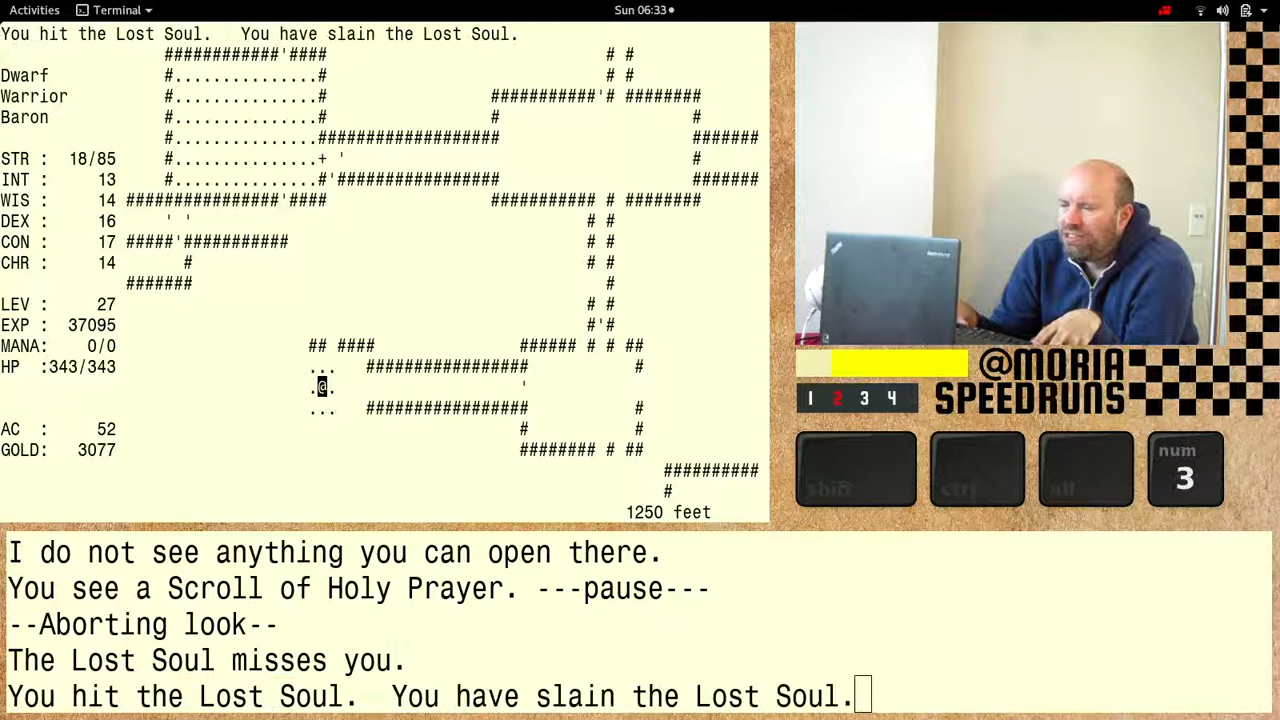 Activities Terminal Sun 06:33
You hit the Lost Soul.   You have slain the Lost Soul.
############'####          # #
Dwarf #...............# # #
Warrior #...............# ###########'# ########
Baron #...............# # #
#...............################## #######
STR : 18/85 #...............+ ' #
INT : 13 #...............#'################# #######
WIS : 14 ################'#### ########### # ########
DEX : 16 ' ' # #
CON : 17 #####'########### # #
CHR : 14 # # #
####### #
LEV : 27 # #
EXP : 37095 #'#
MANA: 0/0 ## #### ###### # # ##
HP :343/343 ... ################# #
.@. '
... ################# #
AC : 52 # #
GOLD: 3077 ######## # ##
##########
#
1250 feet
@MORIA
1 2 3 4 SPEEDRUNS
shift ctrl alt num
3
lenovo
I do not see anything you can open there.
You see a Scroll of Holy Prayer. ---pause---
--Aborting look--
The Lost Soul misses you.
You hit the Lost Soul.  You have slain the Lost Soul.